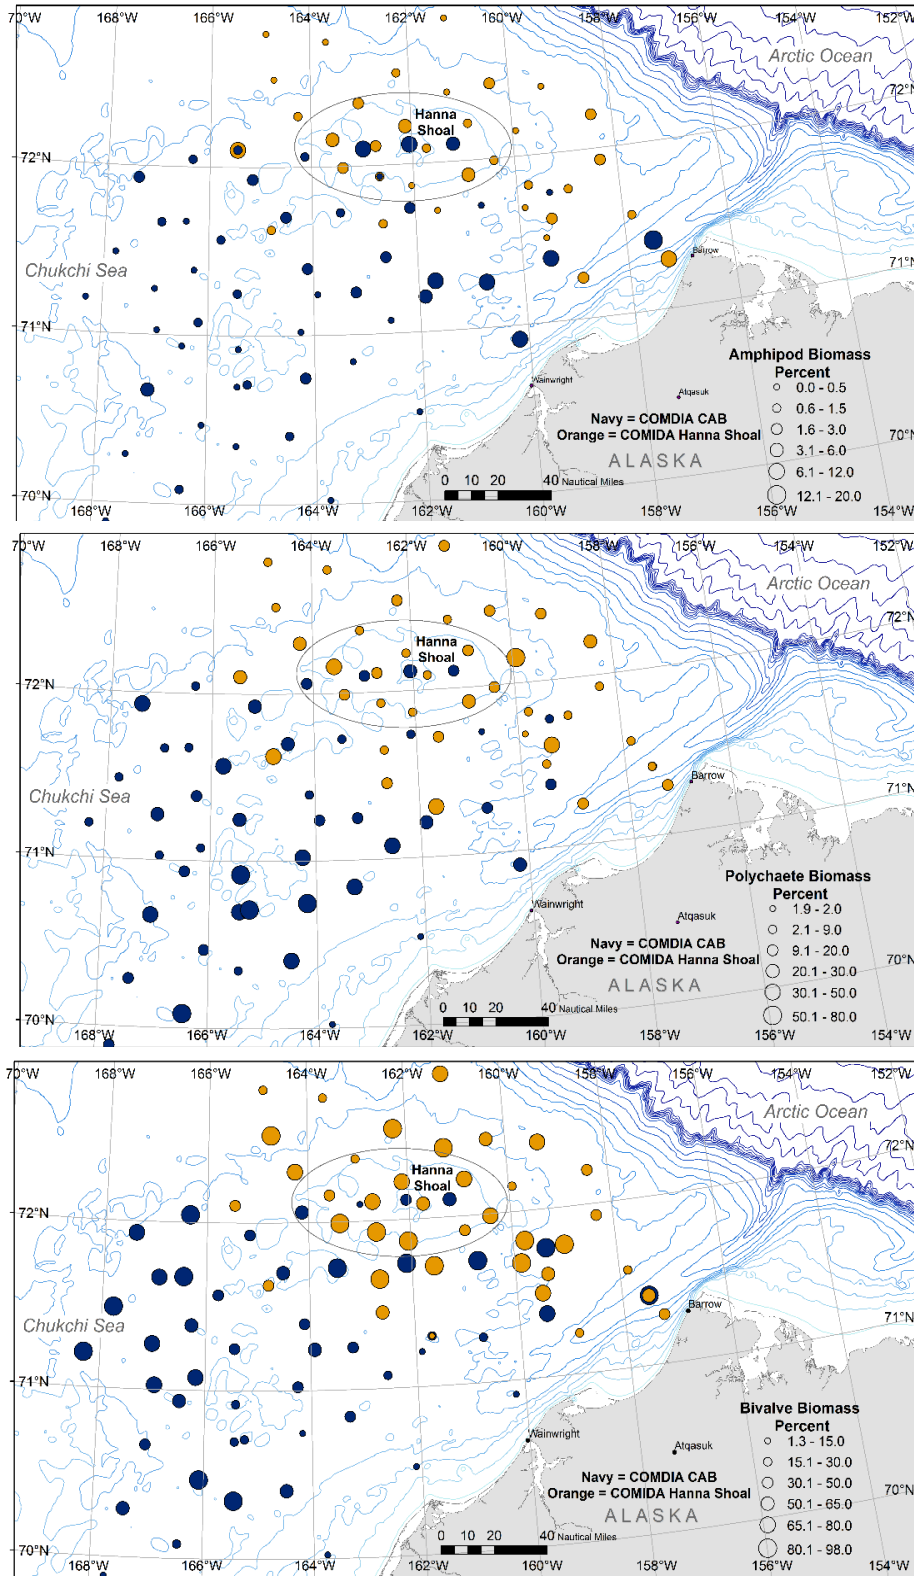 70°W 168°W 166°W 164°W 162°W 160°W 158°W 156°W 154°W 152°W
Arctic Ocean
72°N
Hanna
Shoal
72°N
71°N
Chukchi Sea
Barrow
71°N
Amphipod Biomass
Percent
Wainwright
0.0 - 0.5
Atqasuk
0.6 - 1.5
Navy = COMDIA CAB
1.6 - 3.0
Orange = COMIDA Hanna Shoal
70°N
3.1 - 6.0
ALASKA
6.1 - 12.0
0 10 20 40 Nautical Miles
12.1 - 20.0
70°N
168°W 166°W 164°W 162°W 160°W 158°W 156°W 154°W
70°W 168°W 166°W 164°W 162°W 160°W 158°W 156°W 154°W 152°W
Arctic Ocean
72°N
Hanna
Shoal
72°N
Chukchi Sea
Barrow
71°N
71°N
Polychaete Biomass
Percent
Wainwright
1.9 - 2.0
Atqasuk
2.1 - 9.0
Navy = COMDIA CAB
9.1 - 20.0
Orange = COMIDA Hanna Shoal
70°N
20.1 - 30.0
ALASKA
30.1 - 50.0
0 10 20 40 Nautical Miles
50.1 - 80.0
70°N
168°W 166°W 164°W 162°W 160°W 158°W 156°W 154°W
70°W 168°W 166°W 164°W 162°W 160°W 158°W 156°W 154°W 152°W
Arctic Ocean
72°N
Hanna
Shoal
72°N
Barrow
Chukchi Sea
71°N
71°N
Bivalve Biomass
Percent
Wainwright
1.3 - 15.0
Atqasuk
15.1 - 30.0
Navy = COMDIA CAB
30.1 - 50.0
Orange = COMIDA Hanna Shoal
70°N
50.1 - 65.0
ALASKA
65.1 - 80.0
0 10 20 40 Nautical Miles
80.1 - 98.0
70°N
168°W 166°W 164°W 162°W 160°W 158°W 156°W 154°W